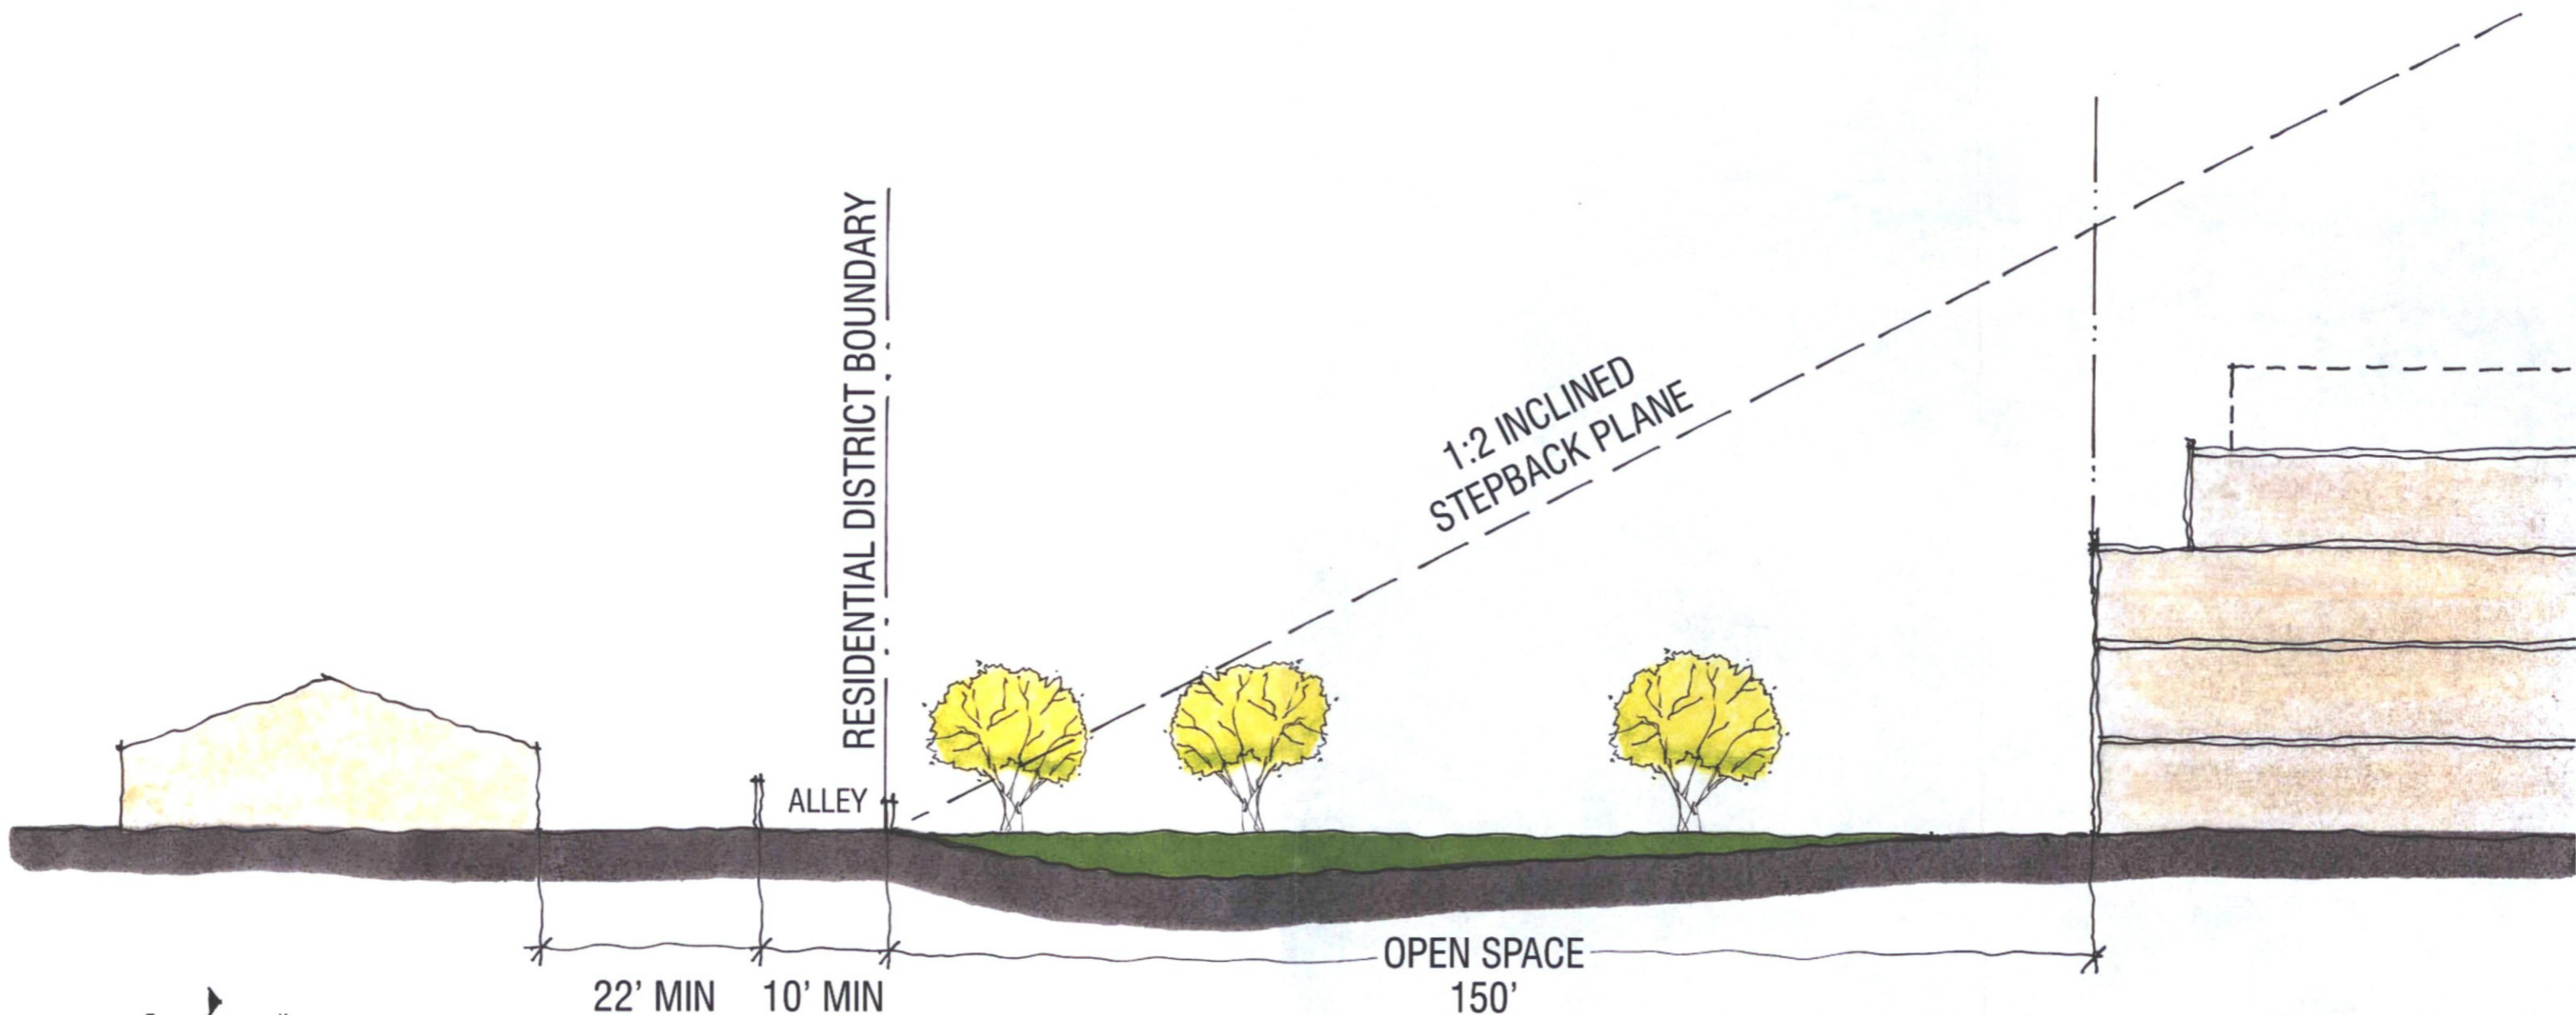 RESIDENTIAL DISTRICT BOUNDARY
1:2 INCLINED
STEPBACK PLANE
ALLEY
22' MIN
10' MIN
OPEN SPACE
150'